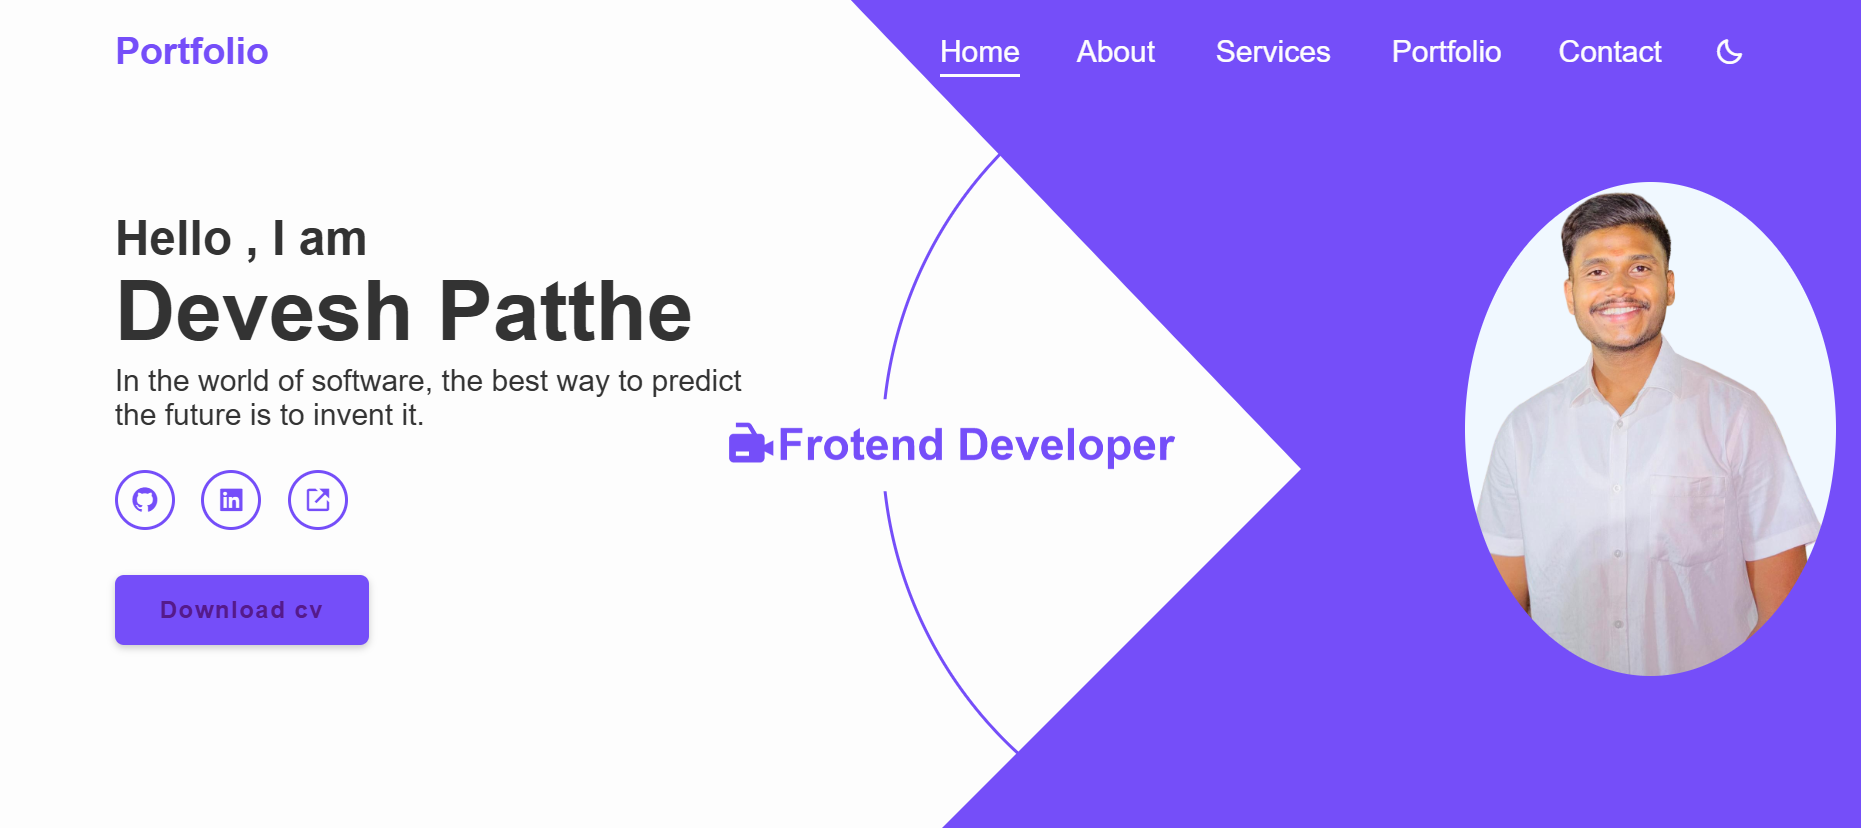 Portfolio
Home About Services Portfolio Contact
Hello , I am
Devesh Patthe
In the world of software, the best way to predict
the future is to invent it.
Frotend Developer
in
Download cv